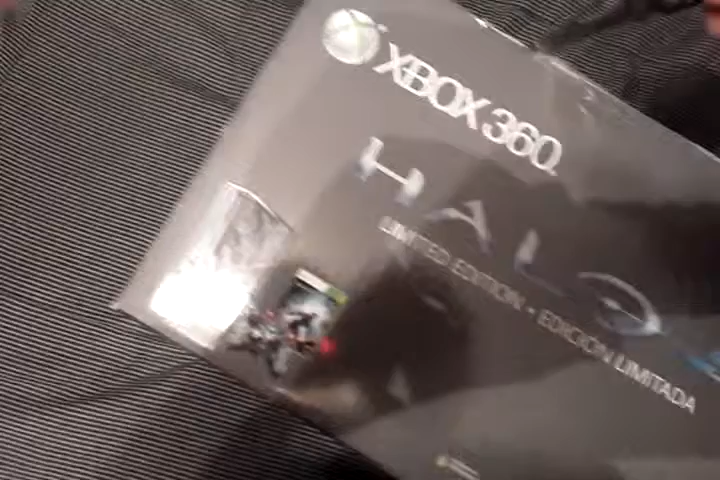 XBOX 360
HALO
LIMITED EDITION - EDICIÓN LIMITADA